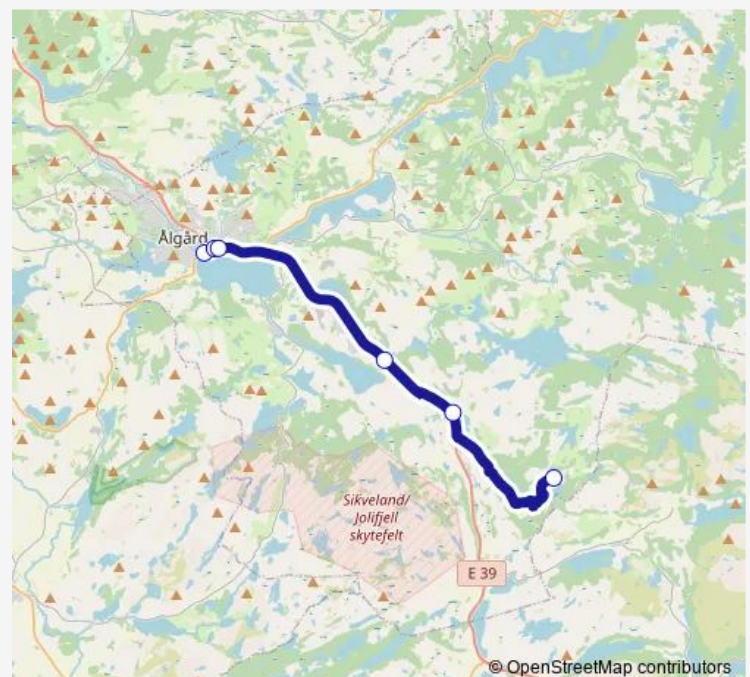 Ålgård
Sikveland/
Jolifjell
skytefelt
E 39
© OpenStreetMap contributors